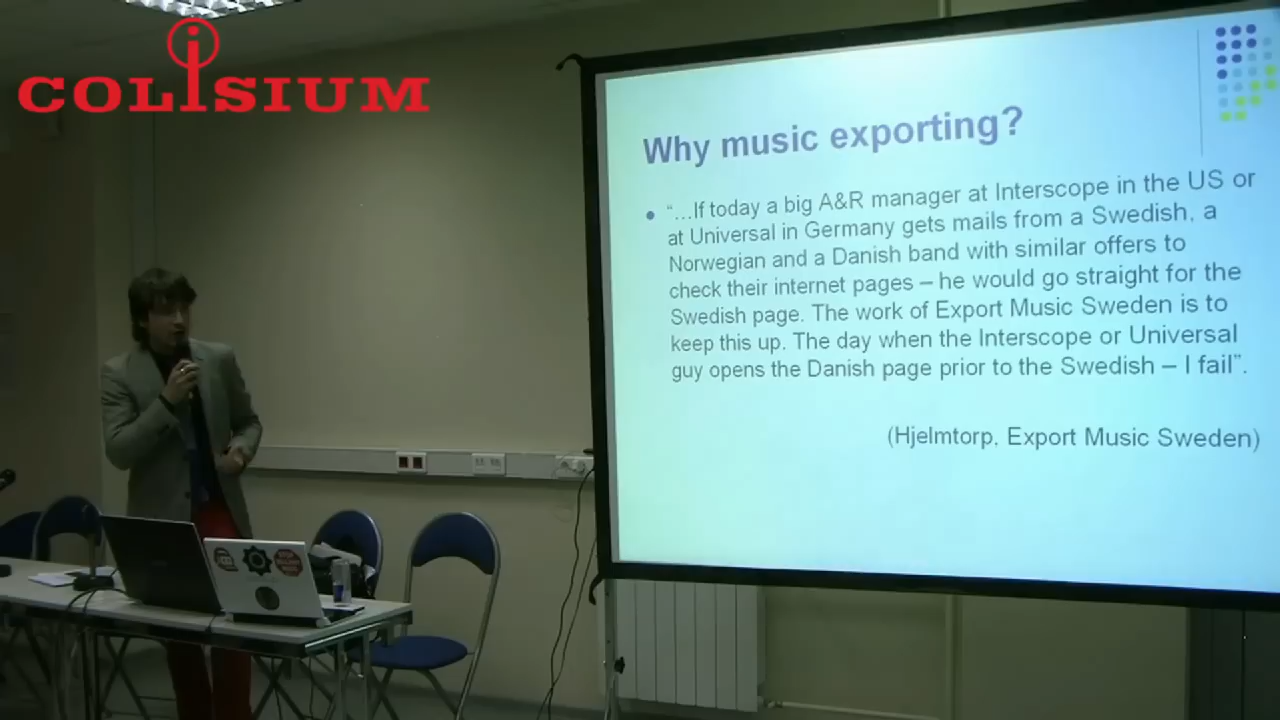 COLISIUM
Why music exporting?
• “...If today a big A&R manager at Interscope in the US or
at Universal in Germany gets mails from a Swedish, a
Norwegian and a Danish band with similar offers to
check their internet pages – he would go straight for the
Swedish page. The work of Export Music Sweden is to
keep this up. The day when the Interscope or Universal
guy opens the Danish page prior to the Swedish – I fail”.
(Hjelmtorp, Export Music Sweden)